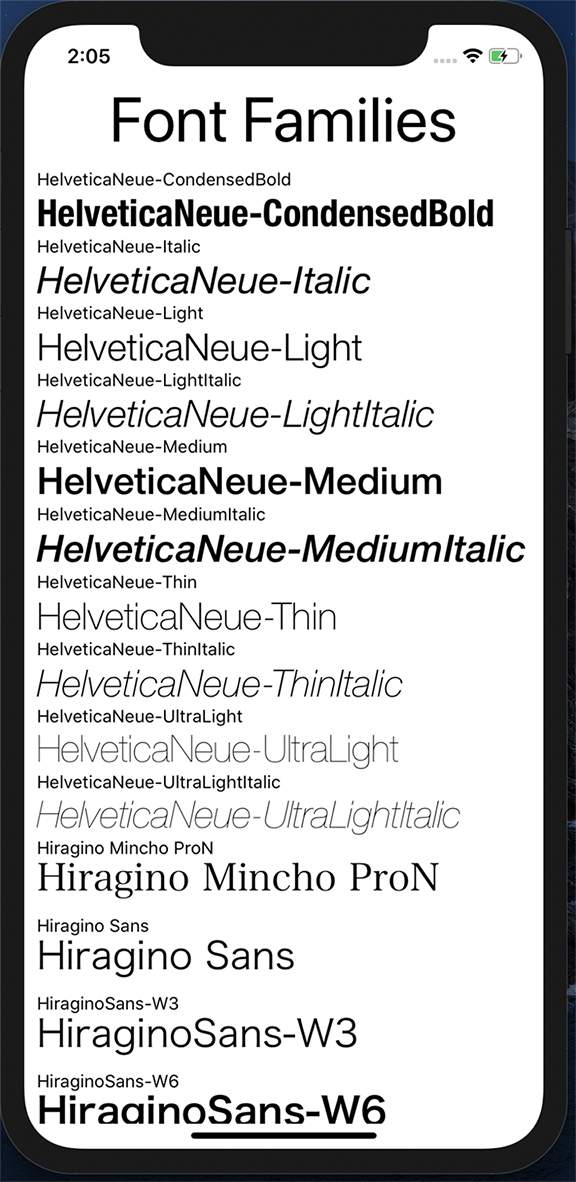 2:05
Font Families
HelveticaNeue-CondensedBold
HelveticaNeue-CondensedBold
HelveticaNeue-Italic
HelveticaNeue-Italic
HelveticaNeue-Light
HelveticaNeue-Light
HelveticaNeue-LightItalic
HelveticaNeue-LightItalic
HelveticaNeue-Medium
HelveticaNeue-Medium
HelveticaNeue-MediumItalic
HelveticaNeue-MediumItalic
HelveticaNeue-Thin
HelveticaNeue-Thin
HelveticaNeue-ThinItalic
HelveticaNeue-ThinItalic
HelveticaNeue-UltraLight
HelveticaNeue-UltraLight
HelveticaNeue-UltraLightItalic
HelveticaNeue-UltraLightItalic
Hiragino Mincho ProN
Hiragino Mincho ProN
Hiragino Sans
Hiragino Sans
HiraginoSans-W3
HiraginoSans-W3
HiraginoSans-W6
HiraginoSans-W6